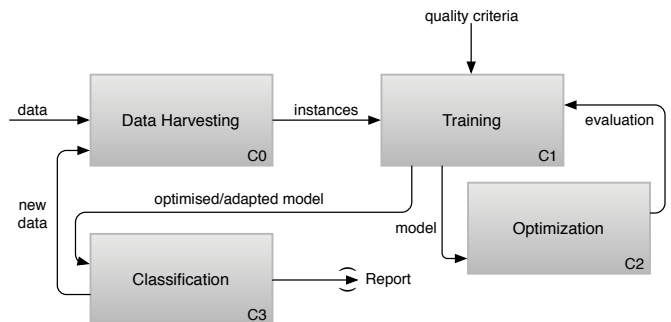 quality criteria
data
Data Harvesting
C0
instances
Training
C1
evaluation
new
data
optimised/adapted model
model
Optimization
C2
Classification
C3
Report